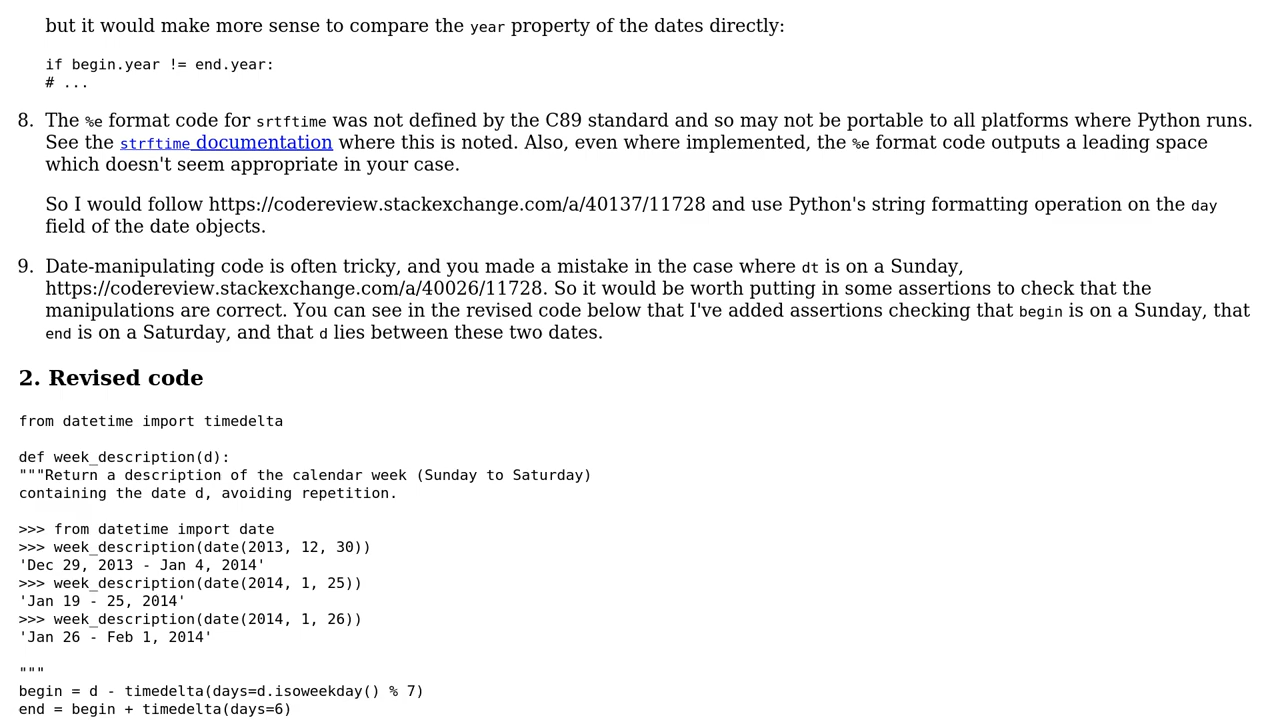 but it would make more sense to compare the year property of the dates directly:
if begin.year != end.year:
# ...
8. The %e format code for srtftime was not defined by the C89 standard and so may not be portable to all platforms where Python runs.
See the strftime documentation where this is noted. Also, even where implemented, the %e format code outputs a leading space
which doesn't seem appropriate in your case.
So I would follow https://codereview.stackexchange.com/a/40137/11728 and use Python's string formatting operation on the day
field of the date objects.
9. Date-manipulating code is often tricky, and you made a mistake in the case where dt is on a Sunday,
https://codereview.stackexchange.com/a/40026/11728. So it would be worth putting in some assertions to check that the
manipulations are correct. You can see in the revised code below that I've added assertions checking that begin is on a Sunday, that
end is on a Saturday, and that d lies between these two dates.
2. Revised code
from datetime import timedelta
def week_description(d):
"""Return a description of the calendar week (Sunday to Saturday)
containing the date d, avoiding repetition.
>>> from datetime import date
>>> week_description(date(2013, 12, 30))
'Dec 29, 2013 - Jan 4, 2014'
>>> week_description(date(2014, 1, 25))
'Jan 19 - 25, 2014'
>>> week_description(date(2014, 1, 26))
'Jan 26 - Feb 1, 2014'
"""
begin = d - timedelta(days=d.isoweekday() % 7)
end = begin + timedelta(days=6)